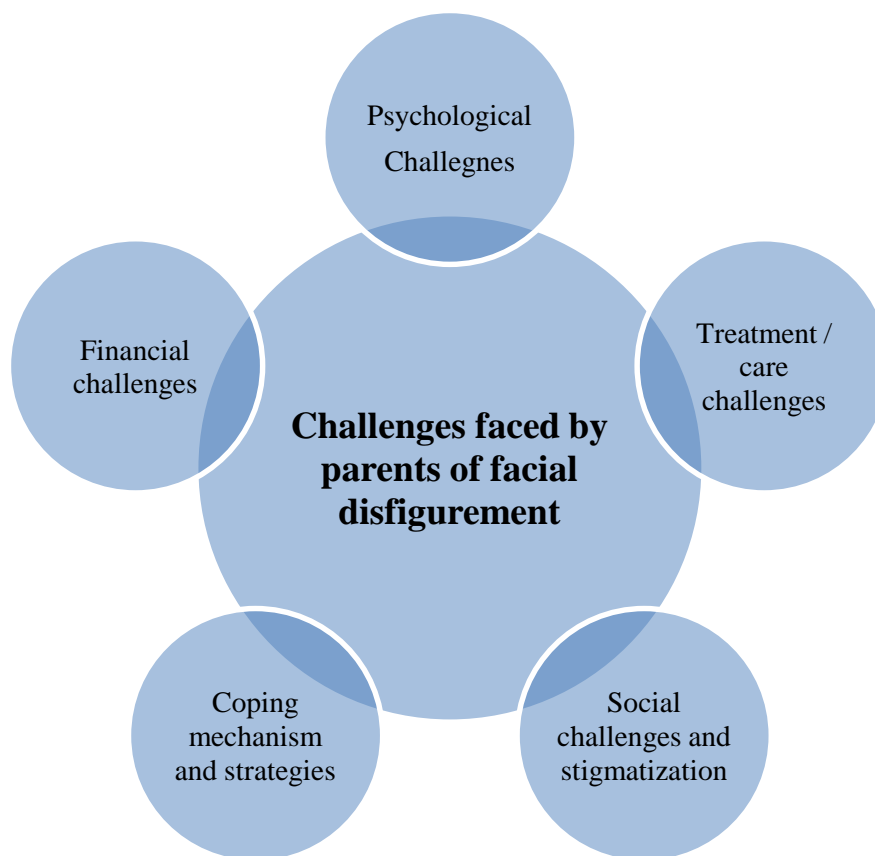 Psychological
Challegnes
Treatment /
care
challenges
Financial
challenges
Challenges faced by
parents of facial
disfigurement
Coping
mechanism
and strategies
Social
challenges and
stigmatization